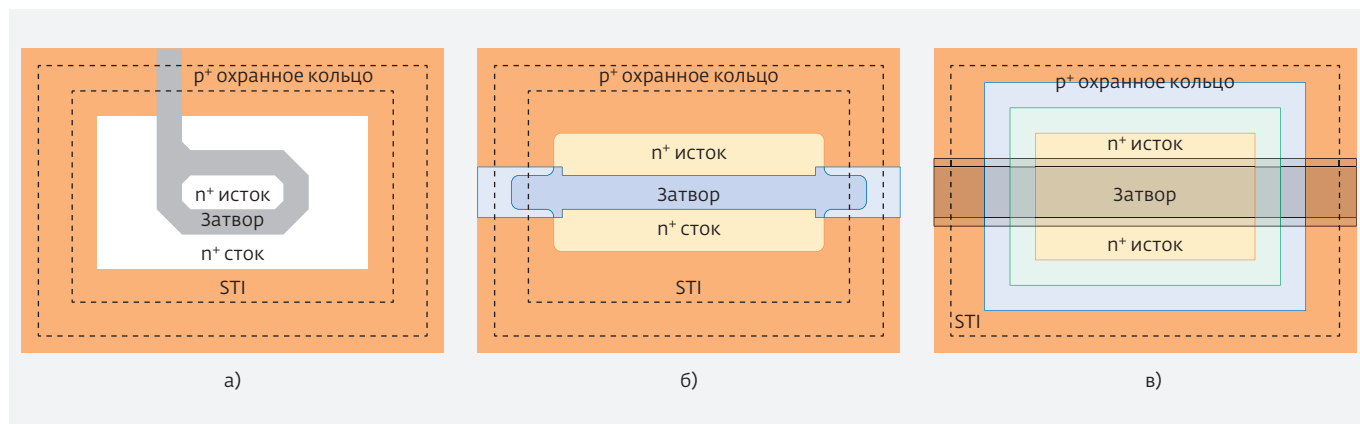 p⁺ охранное кольцо
n⁺ исток
Затвор
n⁺ сток
STI
а)
p⁺ охранное кольцо
n⁺ исток
Затвор
n⁺ сток
STI
б)
p⁺ охранное кольцо
n⁺ исток
Затвор
n⁺ исток
STI
в)